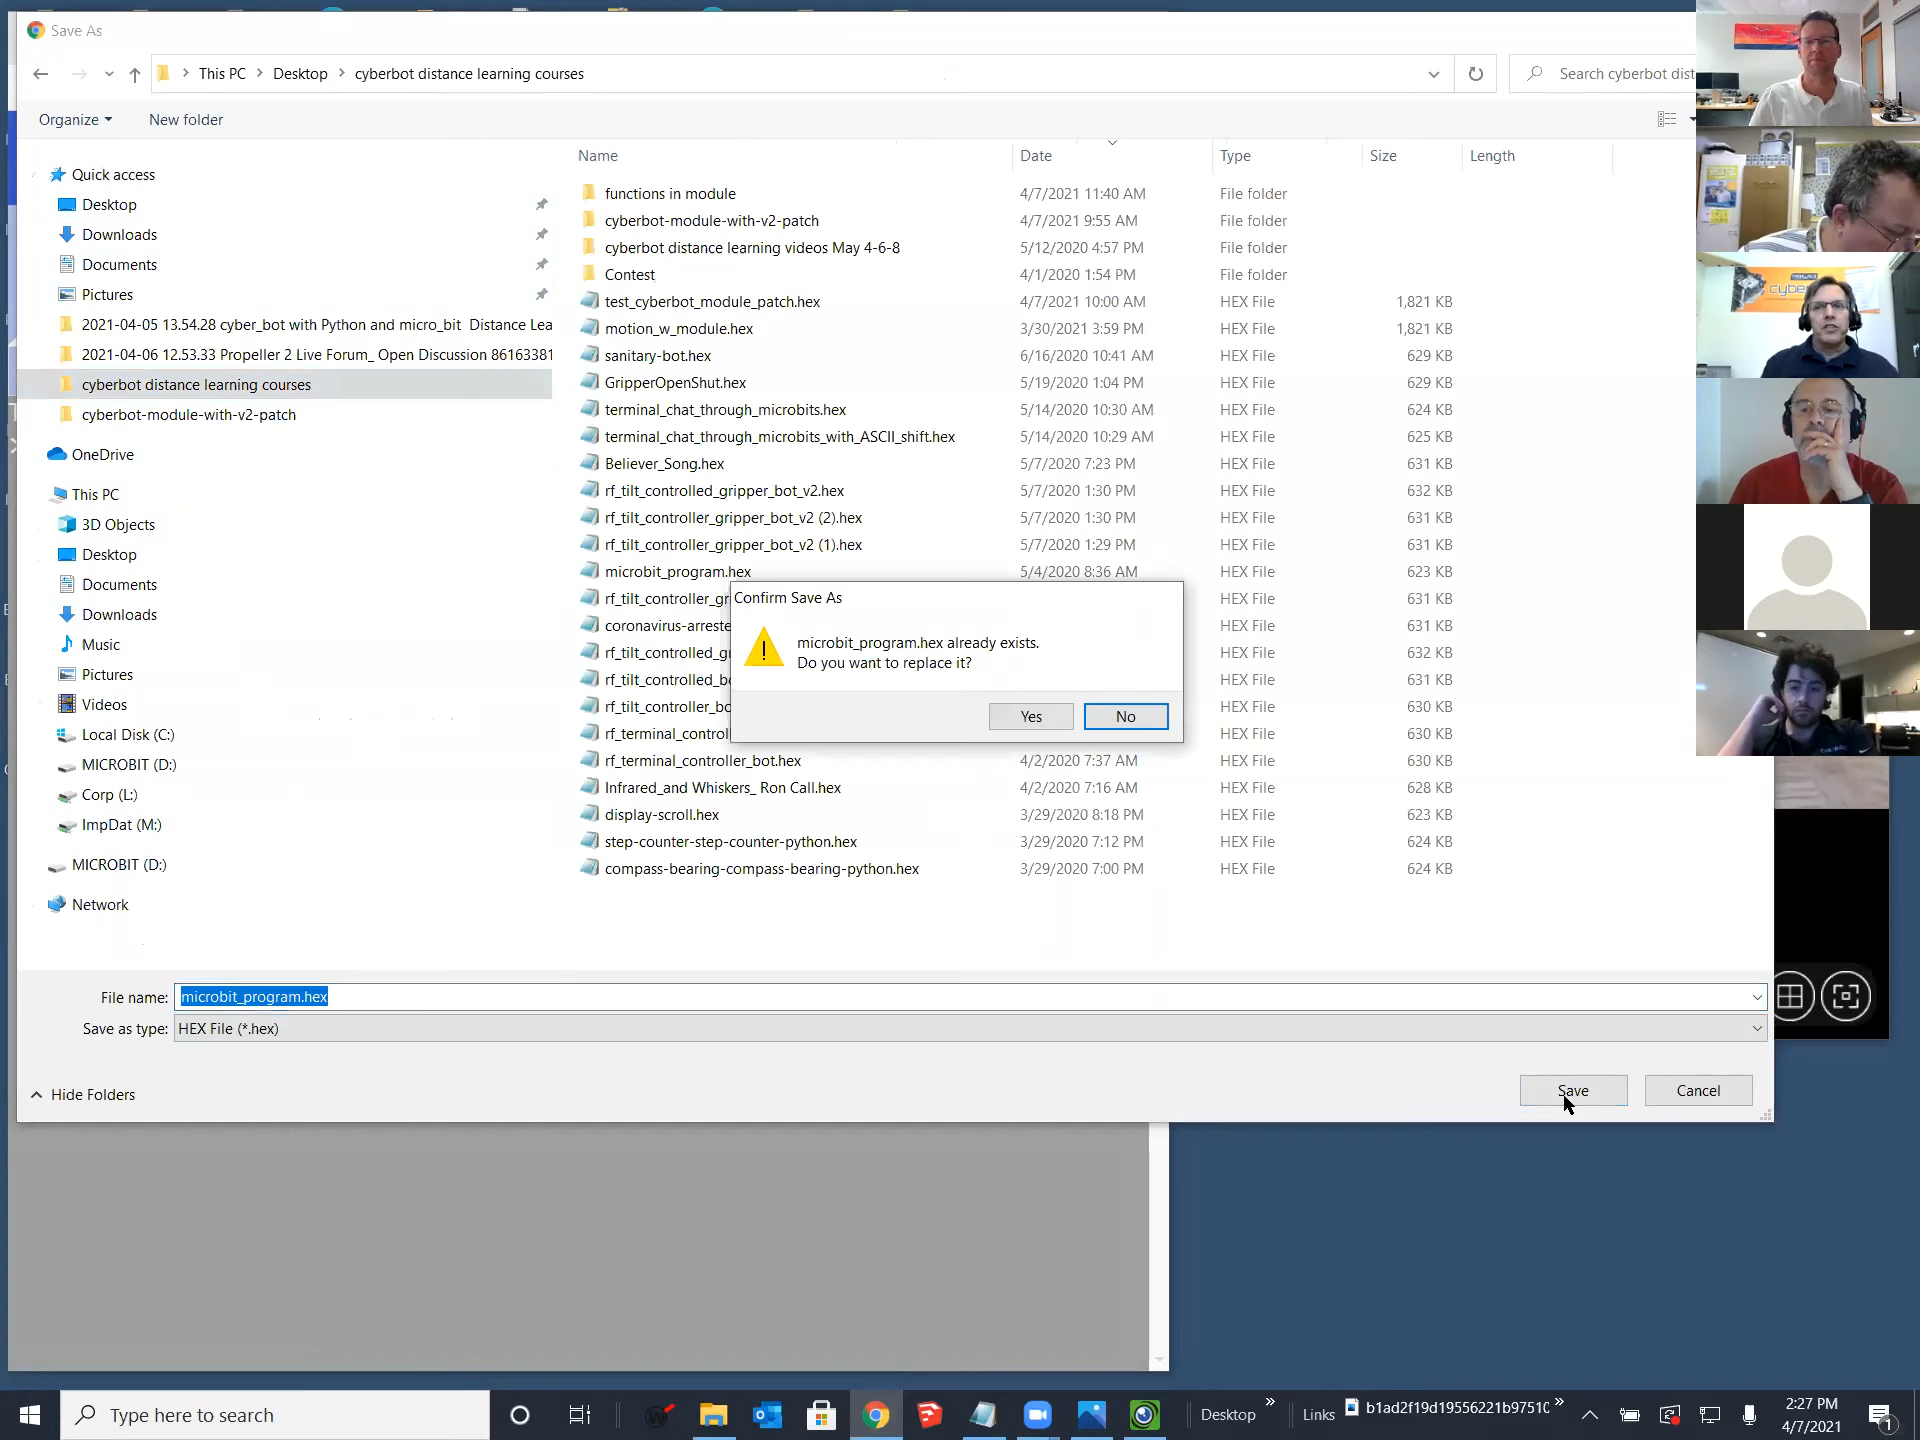 Save As
This PC
Desktop
cyberbot distance learning courses
Search cyberbot dist
Organize
New folder
Name
Date
Type
Size
Length
Quick access
Desktop
Downloads
Documents
Pictures
2021-04-05 13.54.28 cyber_bot with Python and micro_bit Distance Lea
2021-04-06 12.53.33 Propeller 2 Live Forum_ Open Discussion 86163381
cyberbot distance learning courses
cyberbot-module-with-v2-patch
OneDrive
This PC
3D Objects
Desktop
Documents
Downloads
Music
Pictures
Videos
Local Disk (C:)
MICROBIT (D:)
Corp (L:)
ImpDat (M:)
MICROBIT (D:)
Network
functions in module 4/7/2021 11:40 AM File folder
cyberbot-module-with-v2-patch 4/7/2021 9:55 AM File folder
cyberbot distance learning videos May 4-6-8 5/12/2020 4:57 PM File folder
Contest 4/1/2020 1:54 PM File folder
test_cyberbot_module_patch.hex 4/7/2021 10:00 AM HEX File 1,821 KB
motion_w_module.hex 3/30/2021 3:59 PM HEX File 1,821 KB
sanitary-bot.hex 6/16/2020 10:41 AM HEX File 629 KB
GripperOpenShut.hex 5/19/2020 1:04 PM HEX File 629 KB
terminal_chat_through_microbits.hex 5/14/2020 10:30 AM HEX File 624 KB
terminal_chat_through_microbits_with_ASCII_shift.hex 5/14/2020 10:29 AM HEX File 625 KB
Believer_Song.hex 5/7/2020 7:23 PM HEX File 631 KB
rf_tilt_controlled_gripper_bot_v2.hex 5/7/2020 1:30 PM HEX File 632 KB
rf_tilt_controller_gripper_bot_v2 (2).hex 5/7/2020 1:30 PM HEX File 631 KB
rf_tilt_controller_gripper_bot_v2 (1).hex 5/7/2020 1:29 PM HEX File 631 KB
microbit_program.hex 5/4/2020 8:36 AM HEX File 623 KB
rf_tilt_controller_gr HEX File 631 KB
coronavirus-arreste HEX File 631 KB
rf_tilt_controlled_g HEX File 632 KB
rf_tilt_controlled_bo HEX File 631 KB
rf_tilt_controller_bo HEX File 630 KB
rf_terminal_control HEX File 630 KB
rf_terminal_controller_bot.hex 4/2/2020 7:37 AM HEX File 630 KB
Infrared_and Whiskers_ Ron Call.hex 4/2/2020 7:16 AM HEX File 628 KB
display-scroll.hex 3/29/2020 8:18 PM HEX File 623 KB
step-counter-step-counter-python.hex 3/29/2020 7:12 PM HEX File 624 KB
compass-bearing-compass-bearing-python.hex 3/29/2020 7:00 PM HEX File 624 KB
Confirm Save As
microbit_program.hex already exists.
Do you want to replace it?
Yes
No
File name: microbit_program.hex
Save as type: HEX File (*.hex)
Hide Folders
Save
Cancel
Type here to search
Desktop
Links
b1ad2f19d19556221b97510
2:27 PM
4/7/2021
1